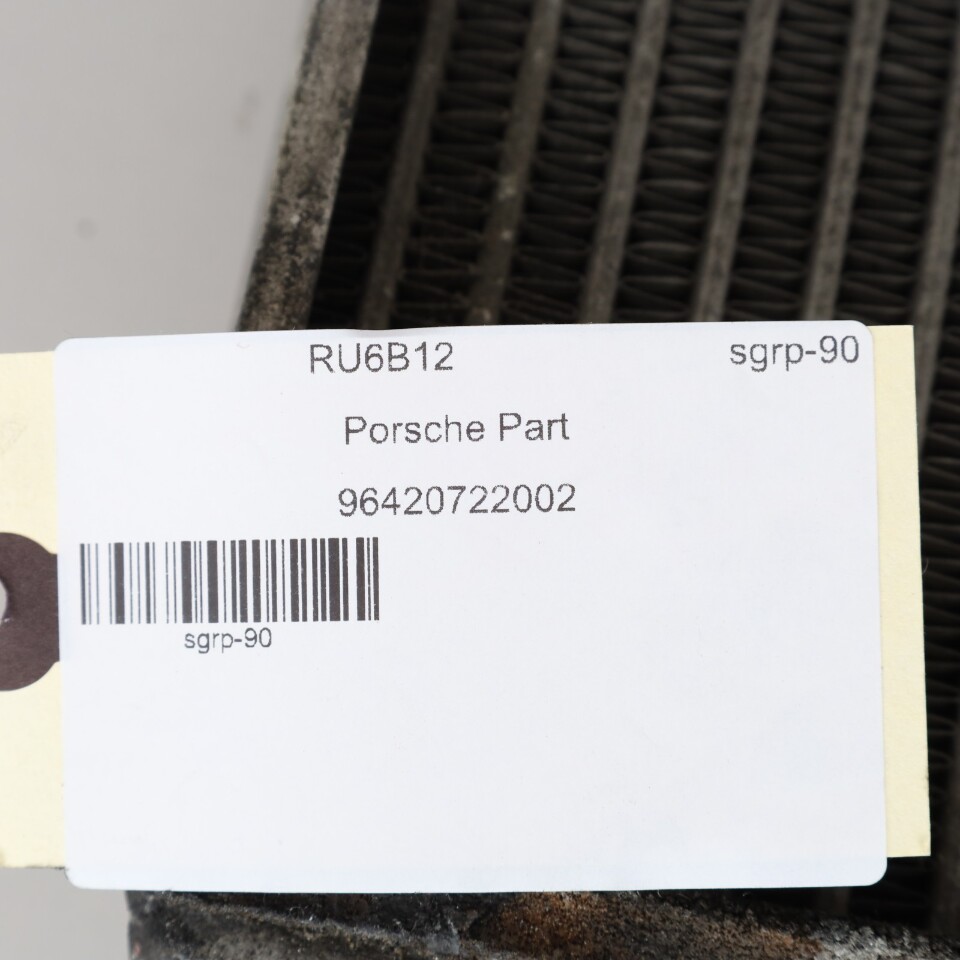 RU6B12 sgrp-90
Porsche Part
96420722002
sgrp-90